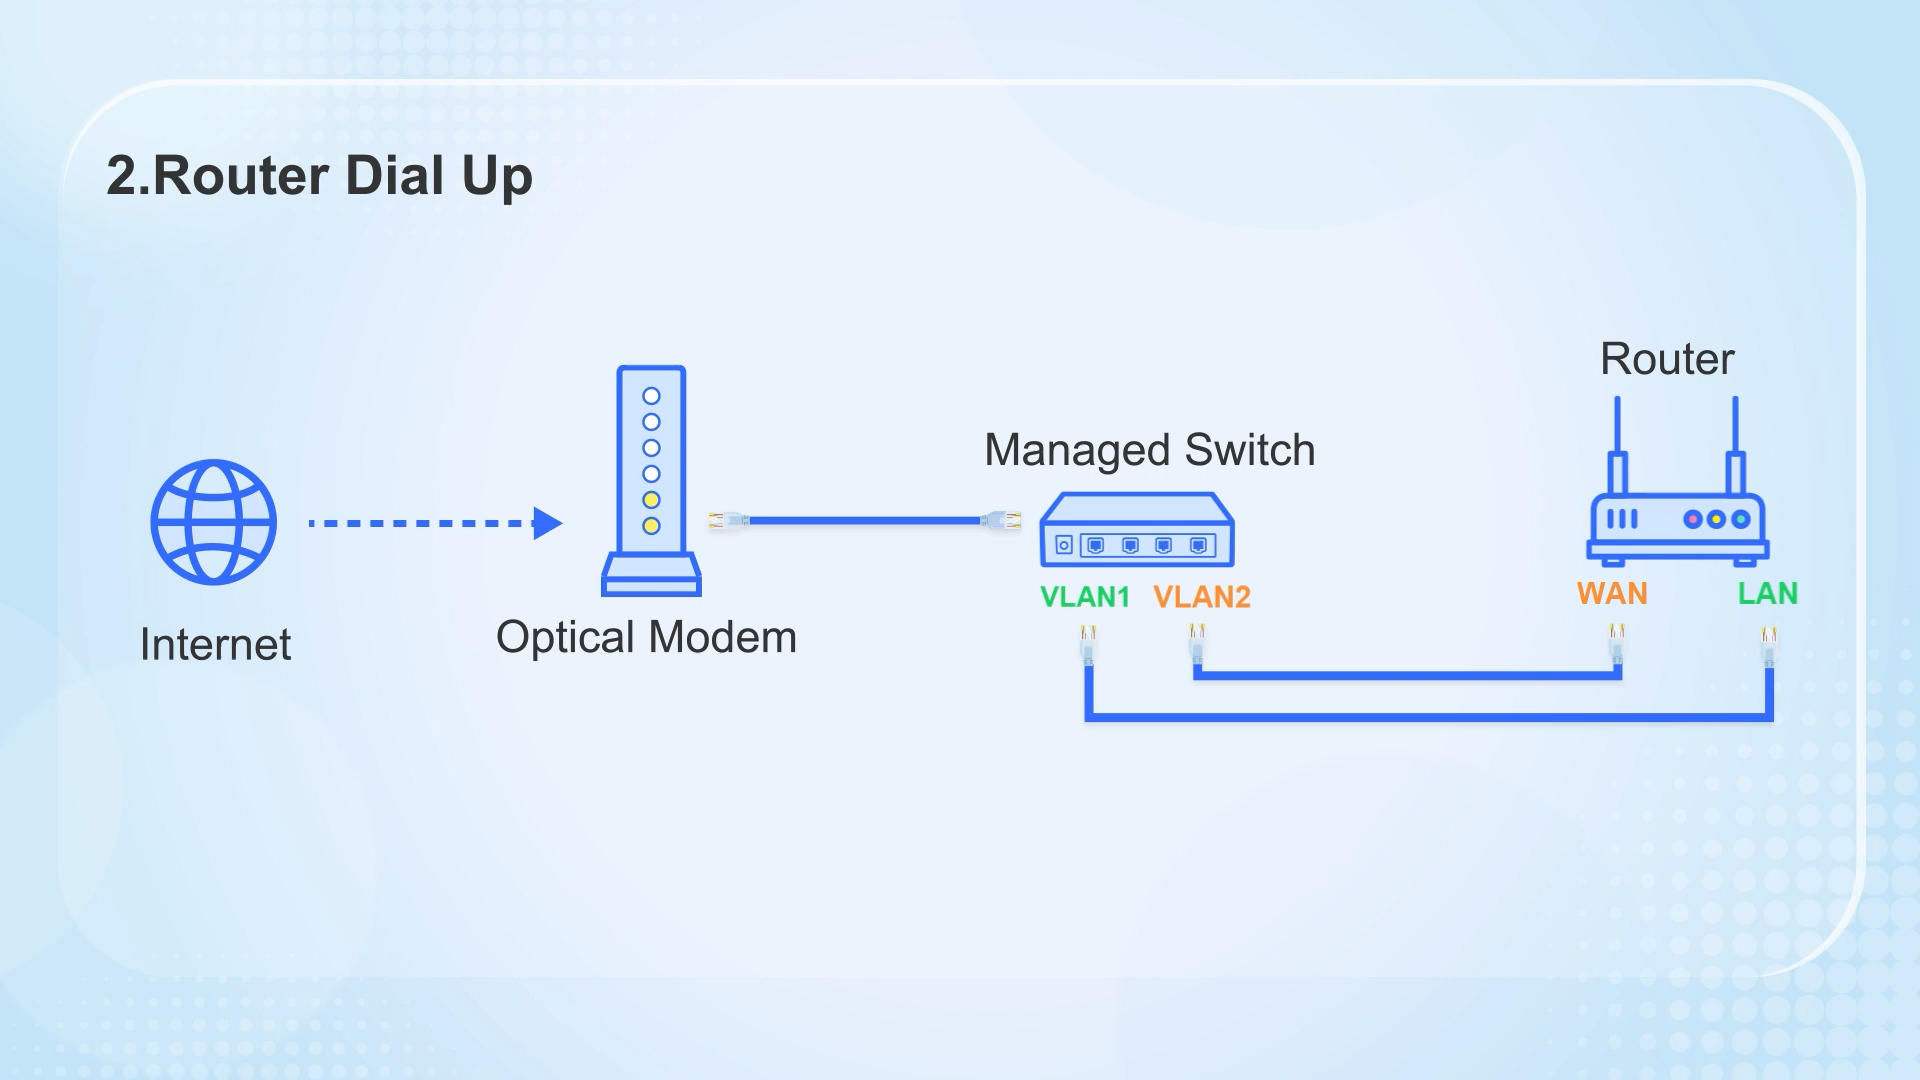 2.Router Dial Up
Router
Managed Switch
VLAN1 VLAN2
WAN LAN
Internet
Optical Modem